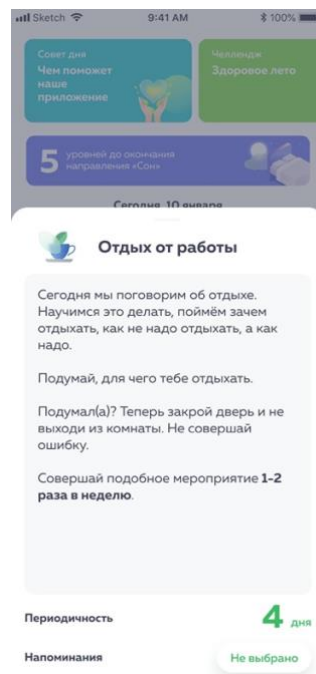 Sketch 9:41 AM 100%
Совет дня
Чем поможет
наше
приложение
Челлендж
Здоровое лето
5 уровней до окончания
направления «Сон»
Сегодня, 10 января
Отдых от работы
Сегодня мы поговорим об отдыхе.
Научимся это делать, поймём зачем
отдыхать, как не надо отдыхать, а как
надо.
Подумай, для чего тебе отдыхать.
Подумал(а)? Теперь закрой дверь и не
выходи из комнаты. Не совершай
ошибку.
Совершай подобное мероприятие 1-2
раза в неделю.
Периодичность 4 дня
Напоминания Не выбрано